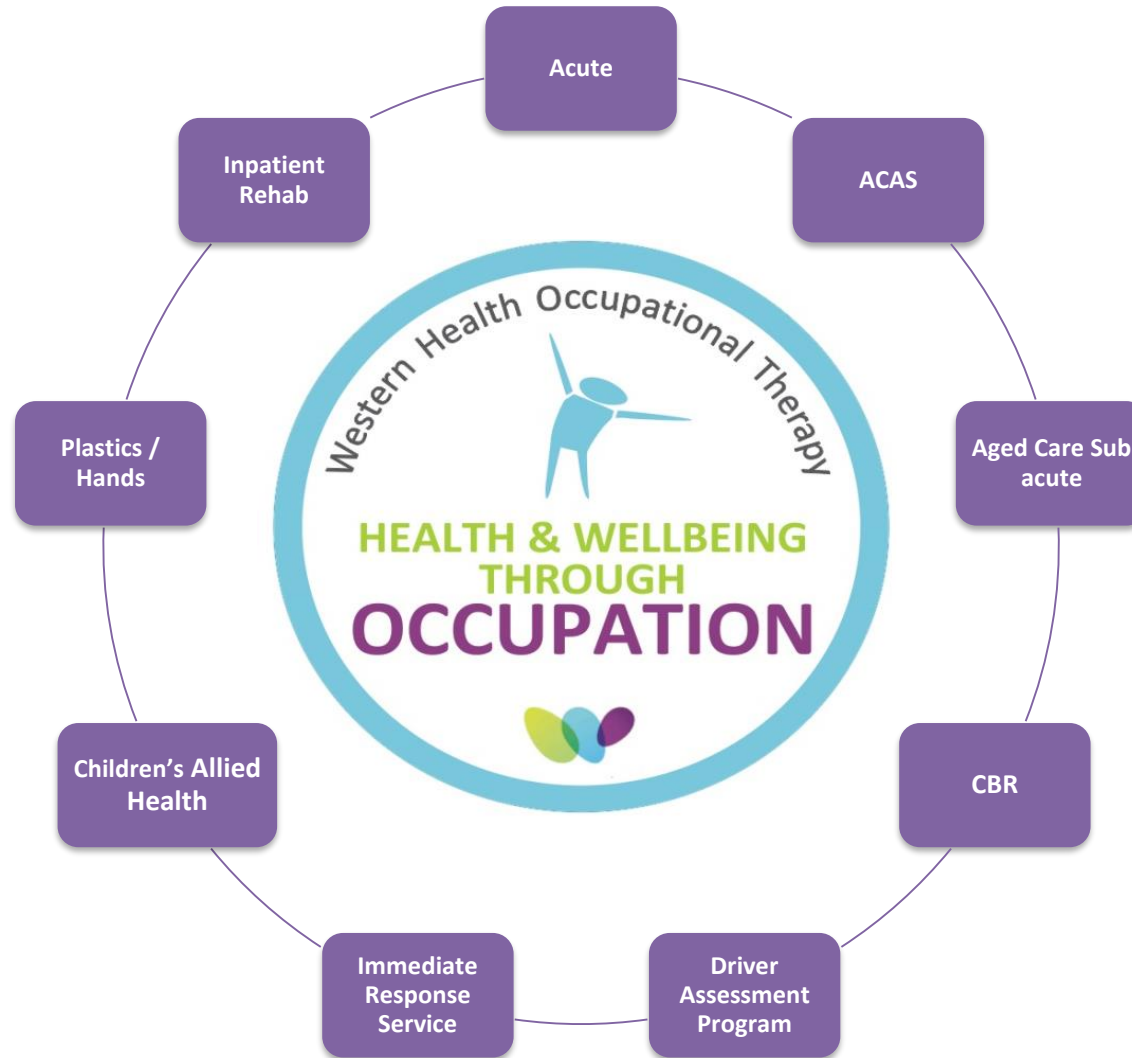 Acute
ACAS
Aged Care Sub
acute
CBR
Driver
Assessment
Program
Immediate
Response
Service
Children’s Allied
Health
Plastics /
Hands
Inpatient
Rehab
Western Health Occupational Therapy
HEALTH & WELLBEING
THROUGH
OCCUPATION